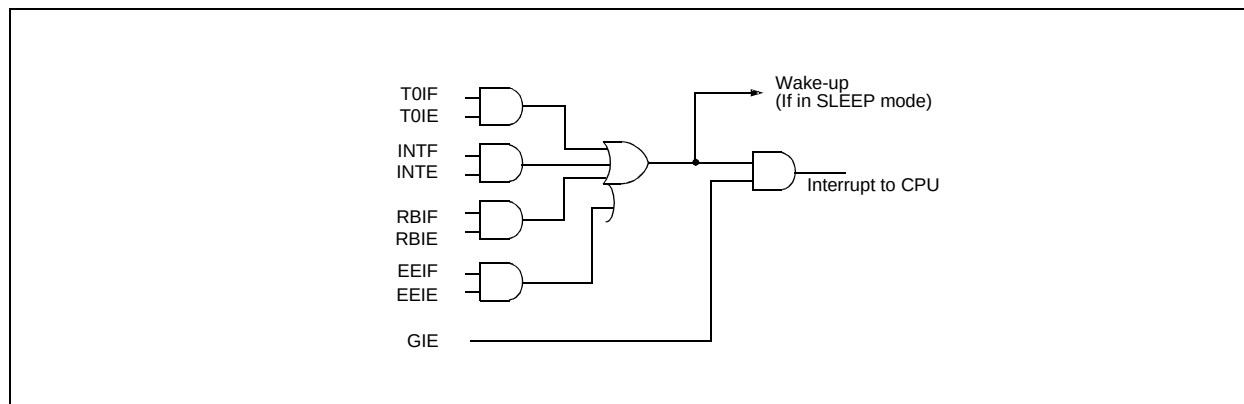 T0IF
T0IE
INTF
INTE
RBIF
RBIE
EEIF
EEIE
GIE
Wake-up
(If in SLEEP mode)
Interrupt to CPU